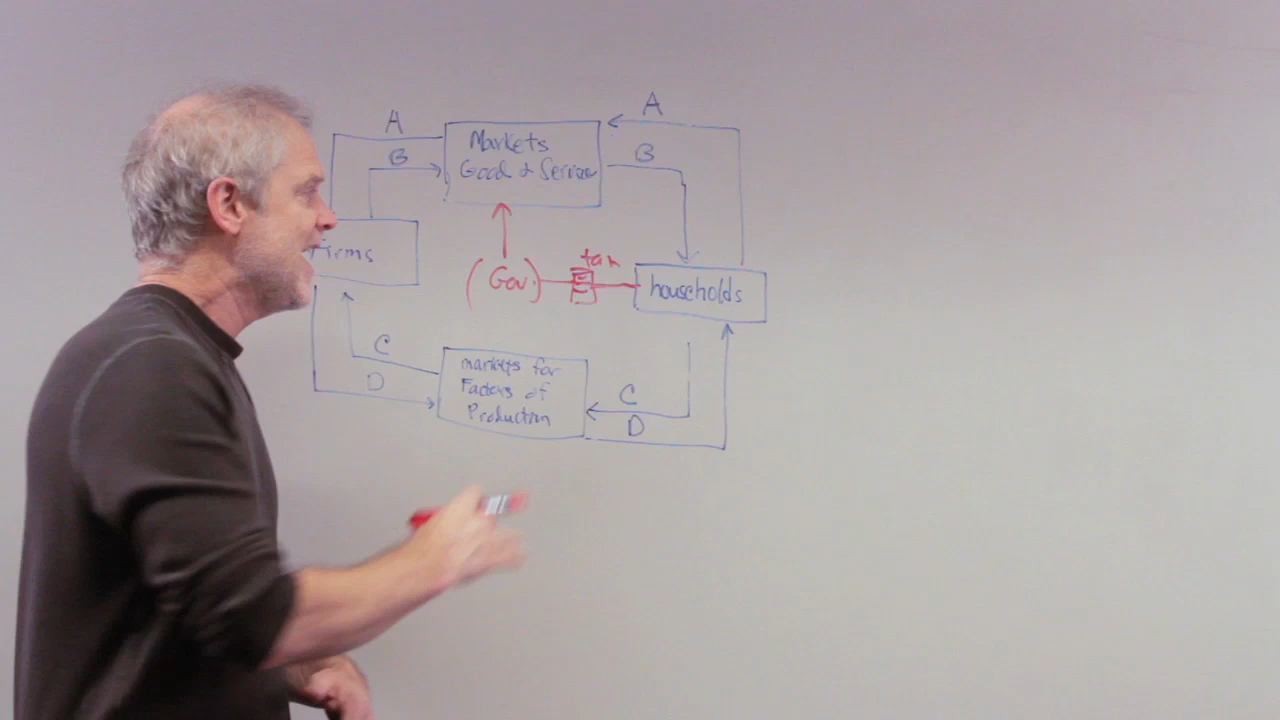 A
A
Markets
Good & Service
B
B
Firms
tax
(Gov.)
households
C
markets for
Factors of
Production
D
C
D